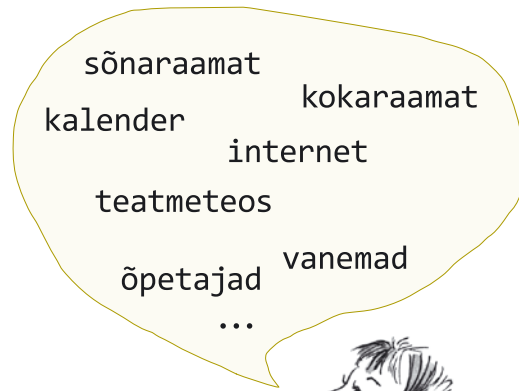 sõnaraamat
kokaraamat
kalender
internet
teatmeteos
vanemad
õpetajad
...